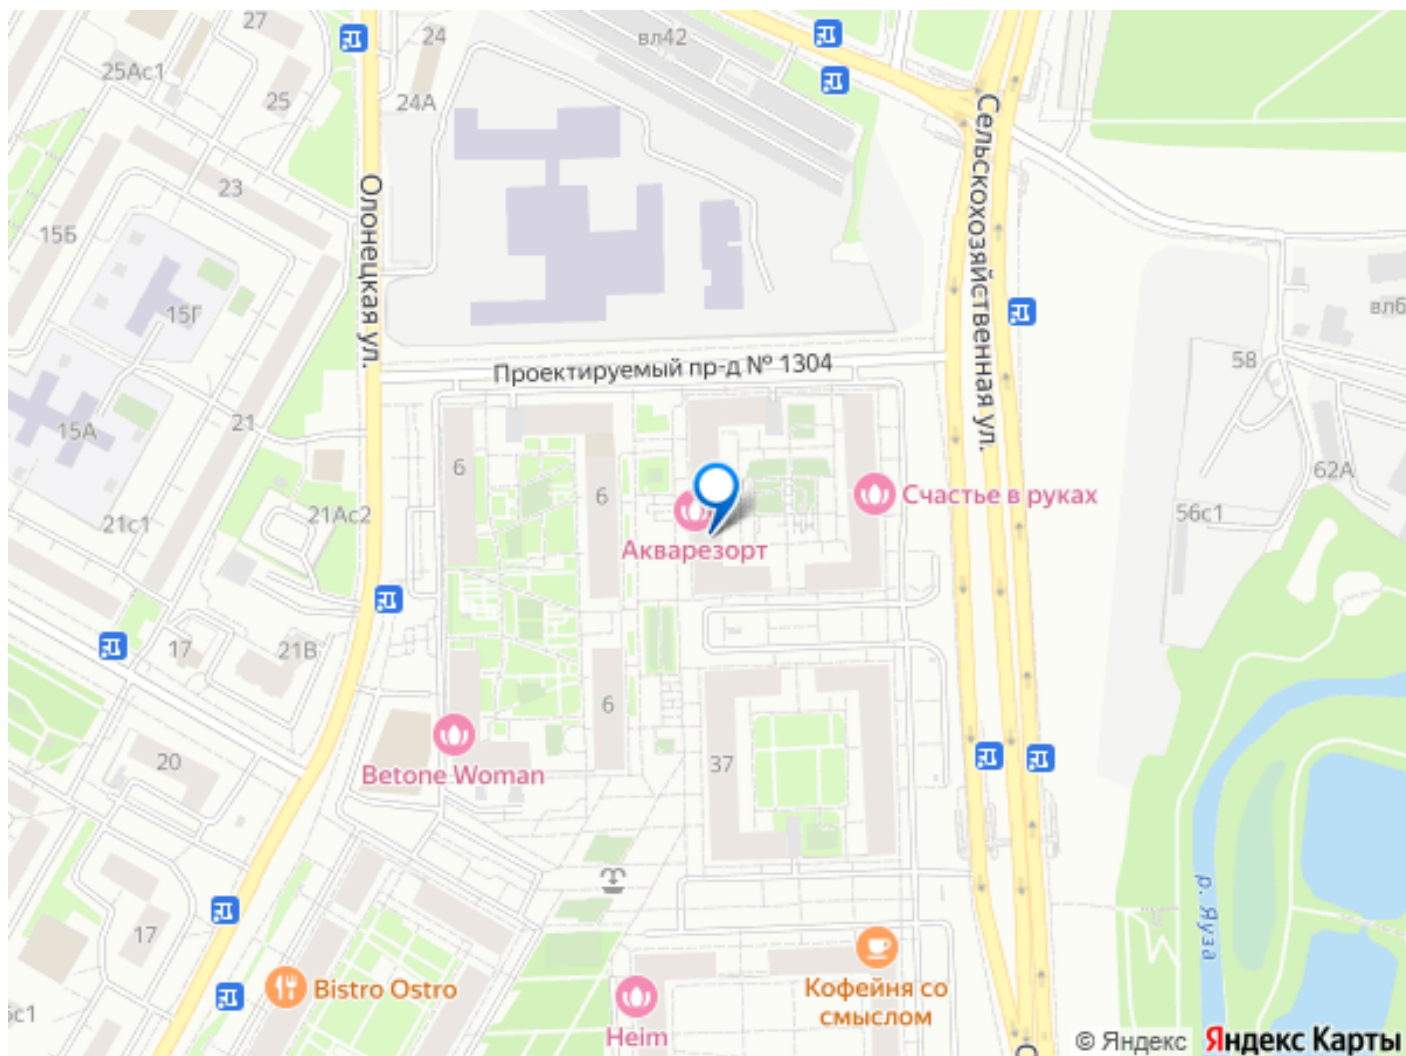 27
24
вл42
25Ас1
25
24А
Сельскохозяйственная ул.
Олонецкая ул.
23
15Б
15Г
вл6
58
Проектируемый пр-д № 1304
15А
21
6
6
62А
Счастье в руках
56с1
21с1
21Ас2
Акварезорт
17
21В
6
20
37
Betone Woman
р. Яуза
17
Bistro Ostro
Кофейня со
смыслом
6с1
Heim
С
© Яндекс
Яндекс Карты